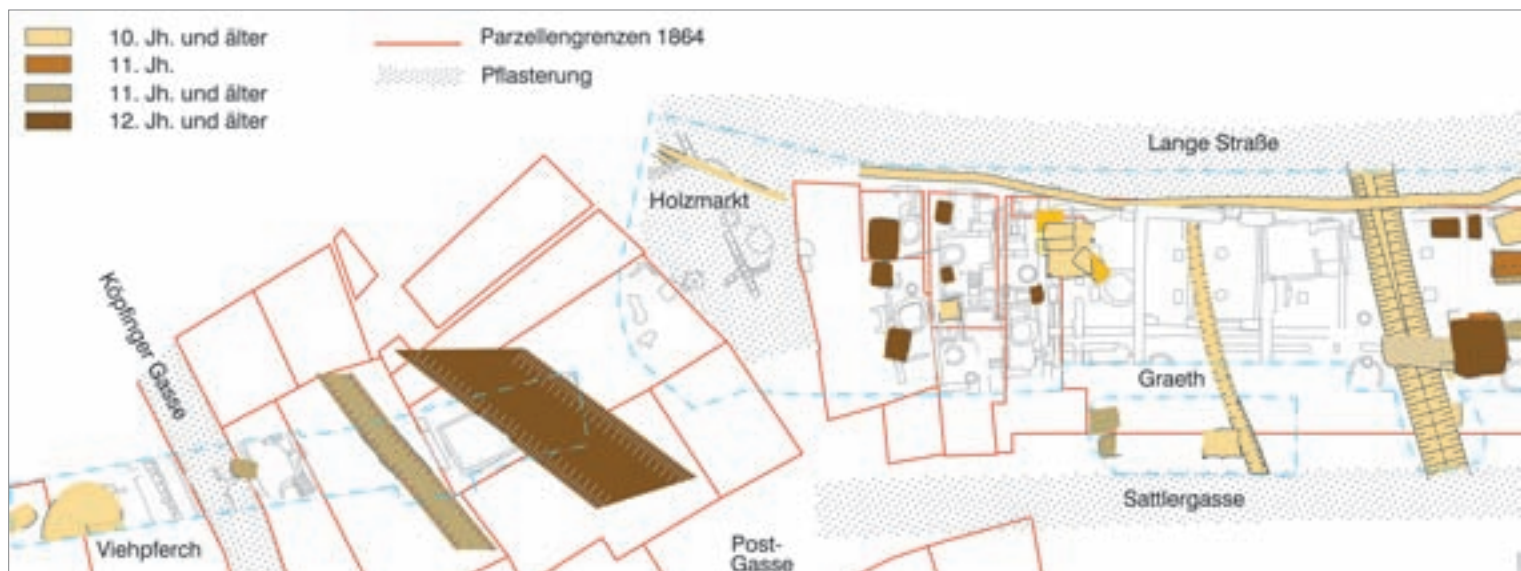 10. Jh. und älter
11. Jh.
11. Jh. und älter
12. Jh. und älter
Parzellengrenzen 1864
Pflasterung
Lange Straße
Holzmarkt
Köpfinger Gasse
Graeth
Sattlergasse
Viehpferch
Post-
Gasse